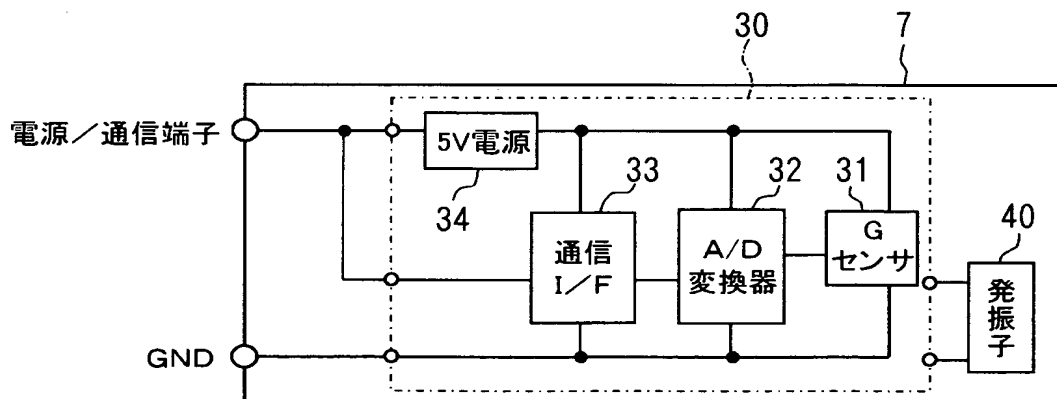 7
30
電源／通信端子
5V電源
34
33
32
31
40
通信
I／F
A/D
変換器
G
センサ
発振子
GND